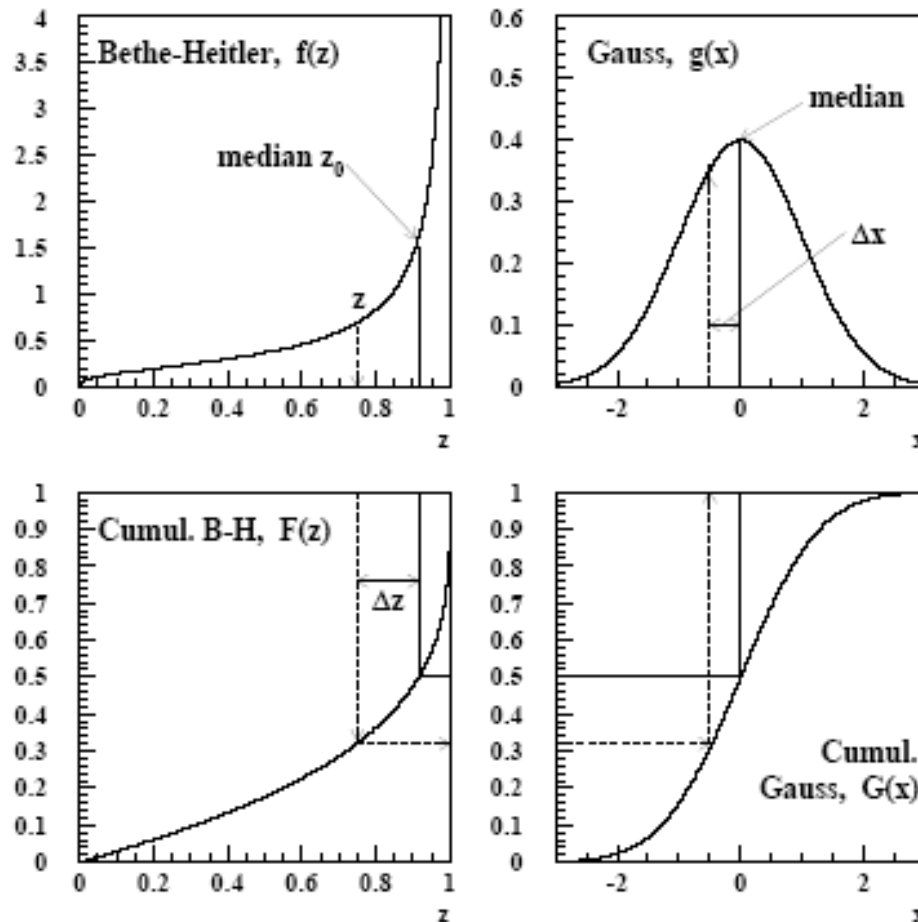 4
3.5
3
2.5
2
1.5
1
0.5
0
Bethe-Heitler, f(z)
median z₀
z
0 0.2 0.4 0.6 0.8 1
z
0.6
0.5
0.4
0.3
0.2
0.1
0
Gauss, g(x)
median
Δx
-2 0 2
x
1
0.9
0.8
0.7
0.6
0.5
0.4
0.3
0.2
0.1
0
Cumul. B-H, F(z)
Δz
0 0.2 0.4 0.6 0.8 1
z
1
0.9
0.8
0.7
0.6
0.5
0.4
0.3
0.2
0.1
0
Cumul.
Gauss, G(x)
-2 0 2
x